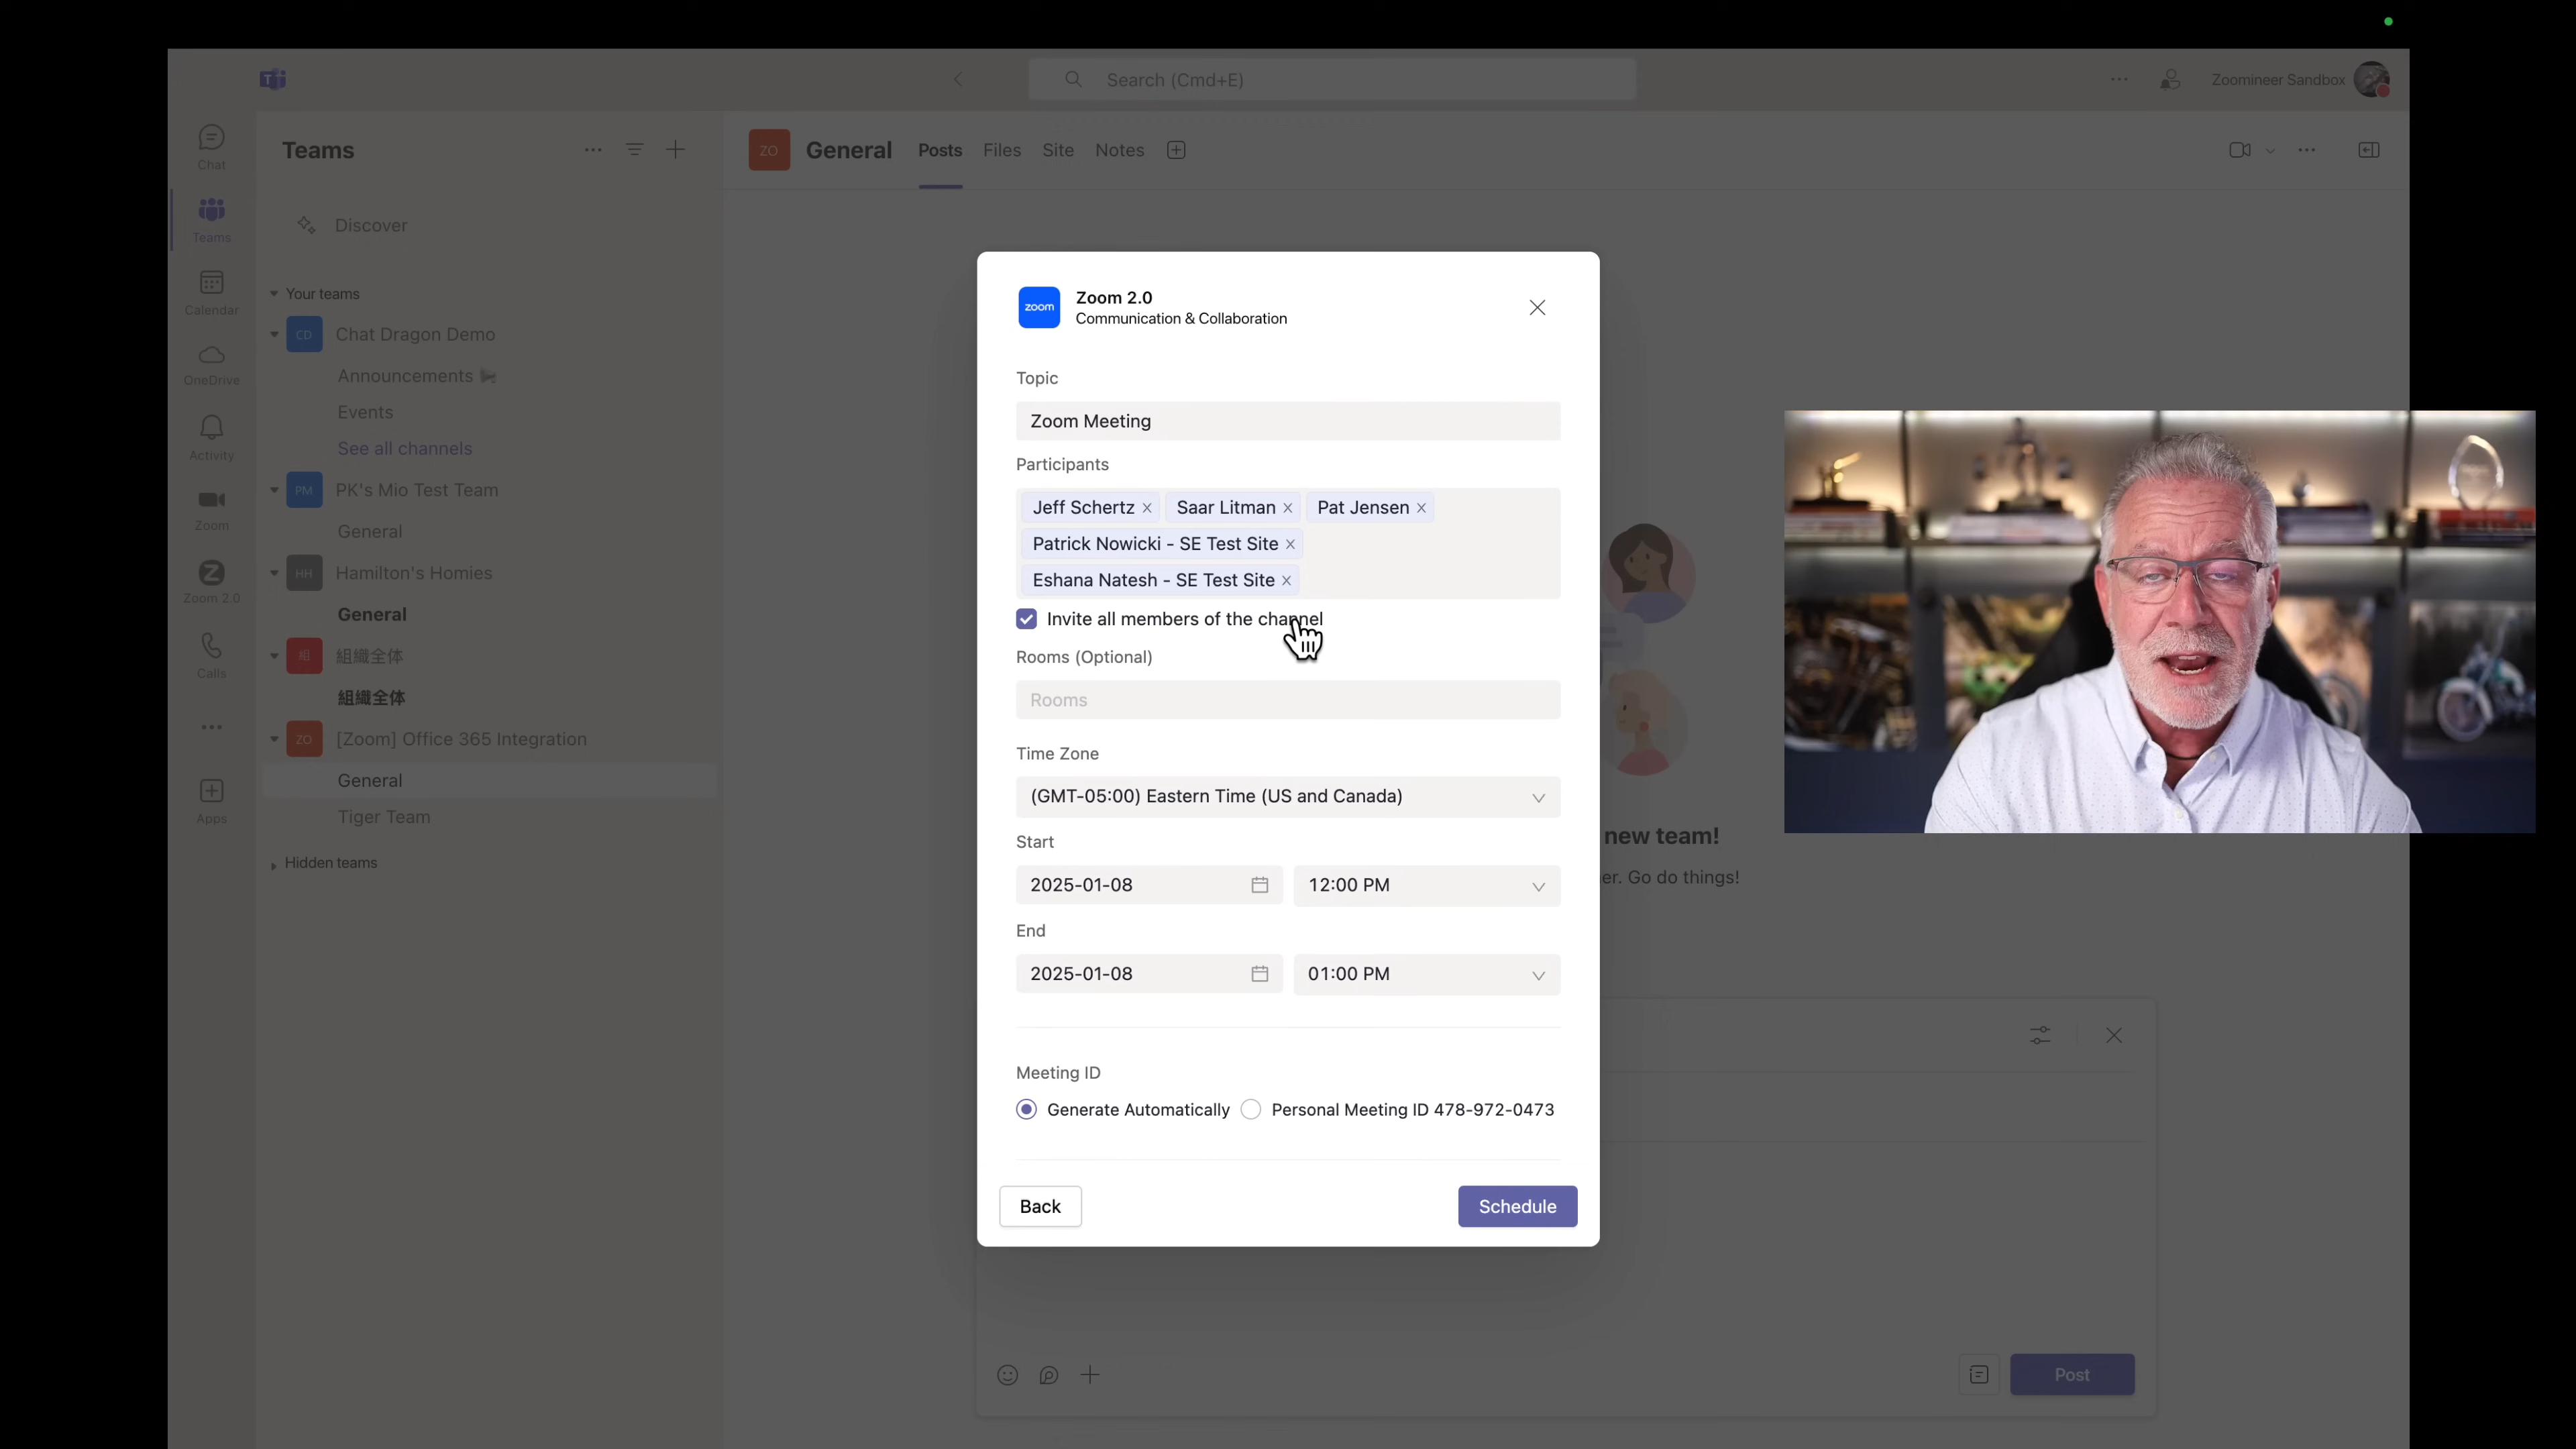 Search (Cmd+E)
Zoomineer Sandbox
Chat
Teams
Calendar
OneDrive
Activity
Zoom
Zoom 2.0
Calls
Apps
Teams
Discover
Your teams
CD Chat Dragon Demo
Announcements
Events
See all channels
PM PK's Mio Test Team
General
HH Hamilton's Homies
General
組 組織全体
組織全体
ZO [Zoom] Office 365 Integration
General
Tiger Team
Hidden teams
ZO General Posts Files Site Notes
zoom
Zoom 2.0
Communication & Collaboration
Topic
Zoom Meeting
Participants
Jeff Schertz Saar Litman Pat Jensen
Patrick Nowicki - SE Test Site
Eshana Natesh - SE Test Site
Invite all members of the channel
Rooms (Optional)
Rooms
Time Zone
(GMT-05:00) Eastern Time (US and Canada)
Start
2025-01-08 12:00 PM
End
2025-01-08 01:00 PM
Meeting ID
Generate Automatically Personal Meeting ID 478-972-0473
Back Schedule
new team!
er. Go do things!
Post